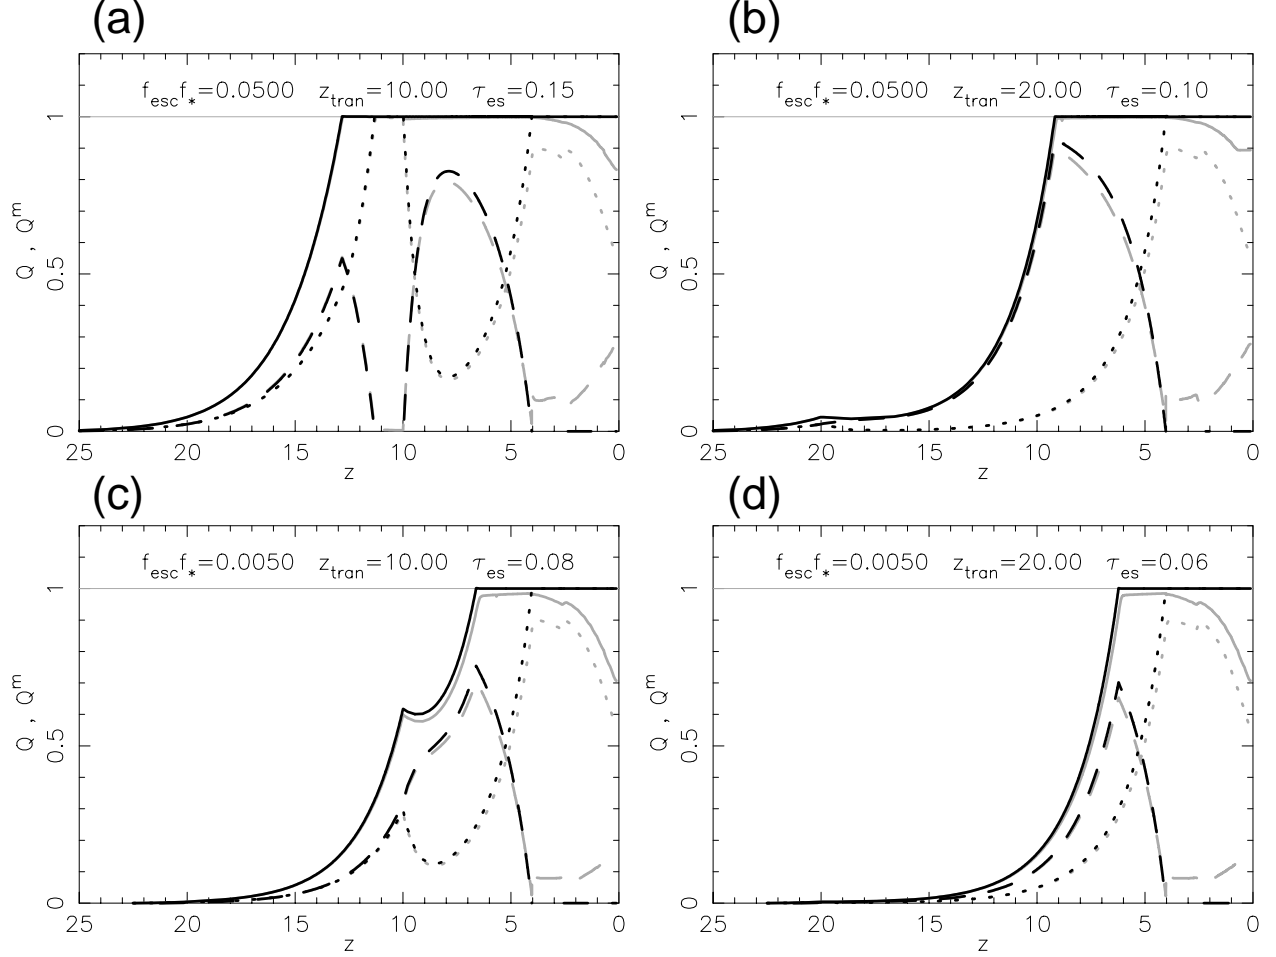 (a)
f_esc f_*=0.0500 z_tran=10.00 τ_es=0.15
Q , Q^m
1
0.5
0
25 20 15 10 5 0
z
(b)
f_esc f_*=0.0500 z_tran=20.00 τ_es=0.10
Q , Q^m
1
0.5
0
25 20 15 10 5 0
z
(c)
f_esc f_*=0.0050 z_tran=10.00 τ_es=0.08
Q , Q^m
1
0.5
0
25 20 15 10 5 0
z
(d)
f_esc f_*=0.0050 z_tran=20.00 τ_es=0.06
Q , Q^m
1
0.5
0
25 20 15 10 5 0
z